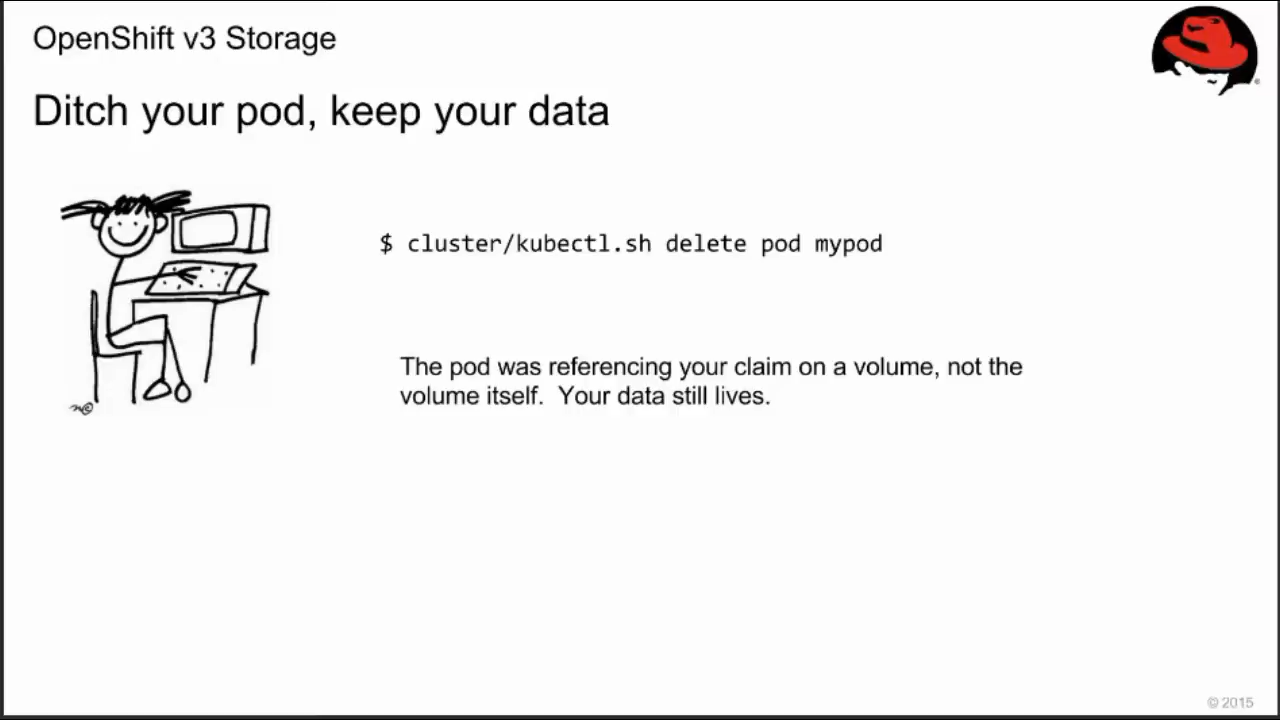 OpenShift v3 Storage
Ditch your pod, keep your data
$ cluster/kubectl.sh delete pod mypod
The pod was referencing your claim on a volume, not the
volume itself.  Your data still lives.
© 2015